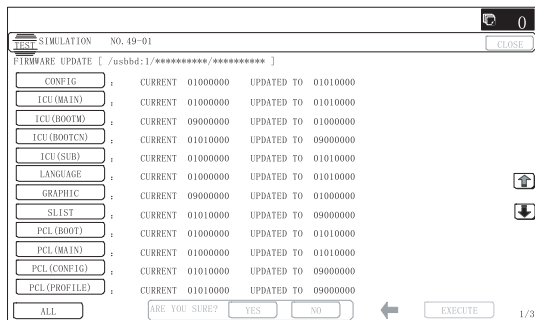 0
TEST SIMULATION NO.49-01 CLOSE
FIRMWARE UPDATE [ /usbbd:1/**********/********** ]
CONFIG : CURRENT 01000000 UPDATED TO 01010000
ICU(MAIN) : CURRENT 01000000 UPDATED TO 01010000
ICU(BOOTM) : CURRENT 09000000 UPDATED TO 01000000
ICU(BOOTCN) : CURRENT 01010000 UPDATED TO 09000000
ICU(SUB) : CURRENT 01000000 UPDATED TO 01010000
LANGUAGE : CURRENT 01000000 UPDATED TO 01010000
GRAPHIC : CURRENT 09000000 UPDATED TO 01000000
SLIST : CURRENT 01010000 UPDATED TO 09000000
PCL(BOOT) : CURRENT 01000000 UPDATED TO 01010000
PCL(MAIN) : CURRENT 01000000 UPDATED TO 01010000
PCL(CONFIG) : CURRENT 01010000 UPDATED TO 09000000
PCL(PROFILE) : CURRENT 01010000 UPDATED TO 09000000
ALL ARE YOU SURE? YES NO EXECUTE 1/3